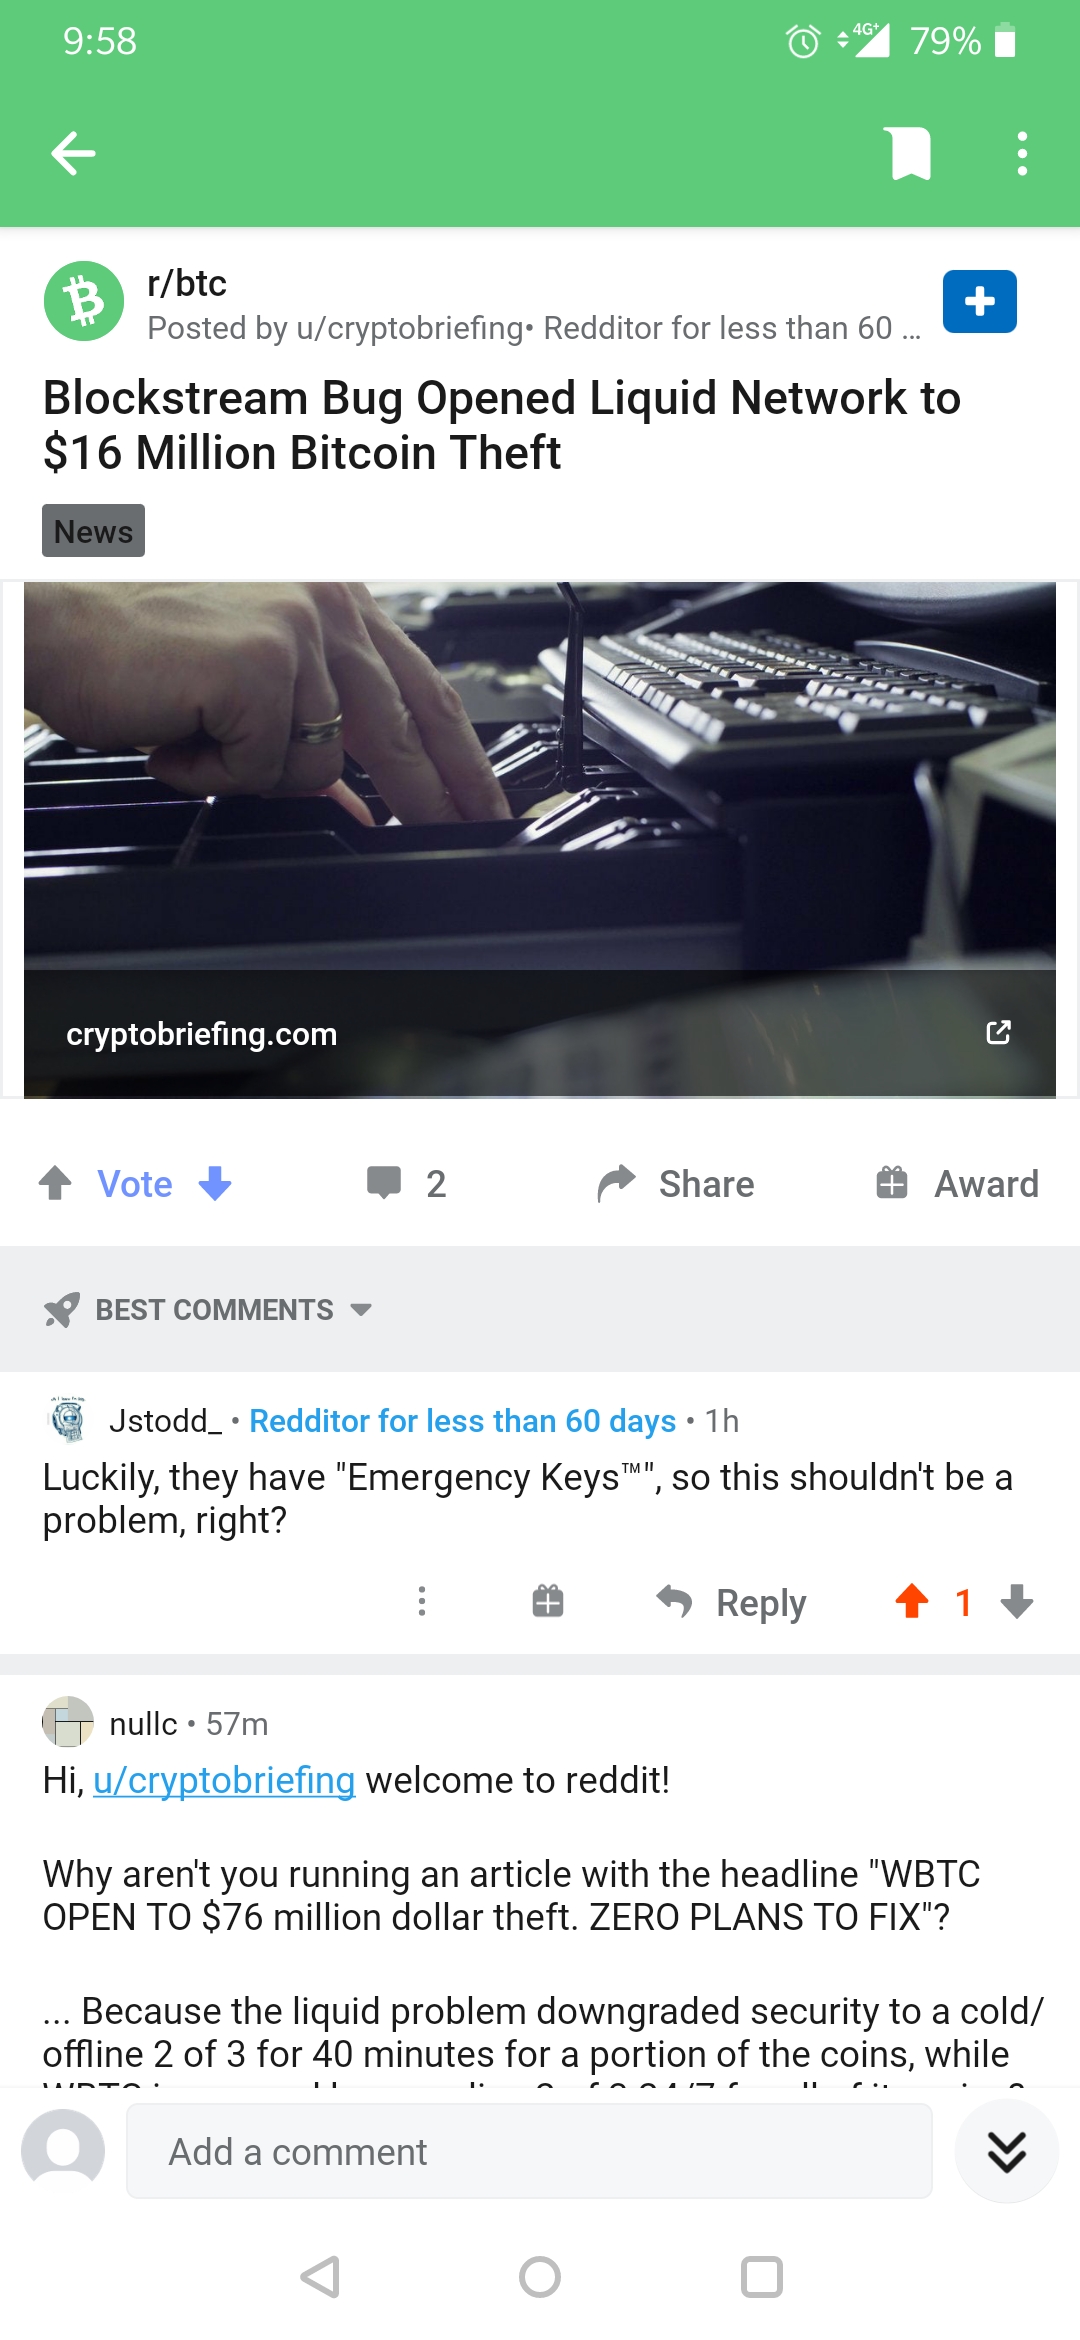 9:58
4G+ 79%
r/btc
Posted by u/cryptobriefing• Redditor for less than 60 ...
Blockstream Bug Opened Liquid Network to
$16 Million Bitcoin Theft
News
cryptobriefing.com
Vote 2 Share Award
BEST COMMENTS
Jstodd_ • Redditor for less than 60 days • 1h
Luckily, they have "Emergency Keys™", so this shouldn't be a
problem, right?
Reply 1
nullc • 57m
Hi, u/cryptobriefing welcome to reddit!
Why aren't you running an article with the headline "WBTC
OPEN TO $76 million dollar theft. ZERO PLANS TO FIX"?
... Because the liquid problem downgraded security to a cold/
offline 2 of 3 for 40 minutes for a portion of the coins, while
Add a comment